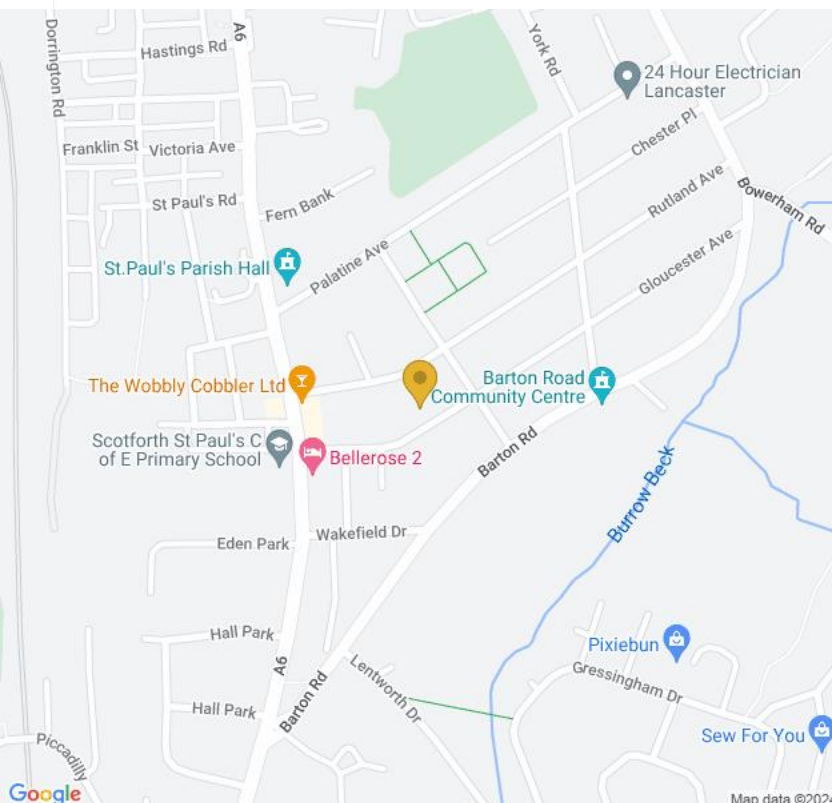 Dorrington Rd
Hastings Rd
A6
York Rd
24 Hour Electrician
Lancaster
Franklin St
Victoria Ave
Chester Pl
St Paul's Rd
Fern Bank
Rutland Ave
Bowerham Rd
St.Paul's Parish Hall
Palatine Ave
Gloucester Ave
The Wobbly Cobbler Ltd
Barton Road
Community Centre
Scotforth St Paul's C
of E Primary School
Bellerose 2
Barton Rd
Burrow Beck
Eden Park
Wakefield Dr
Hall Park
A6
Barton Rd
Lentworth Dr
Pixiebun
Gressingham Dr
Hall Park
Piccadilly
Sew For You
Google
Map data ©2024